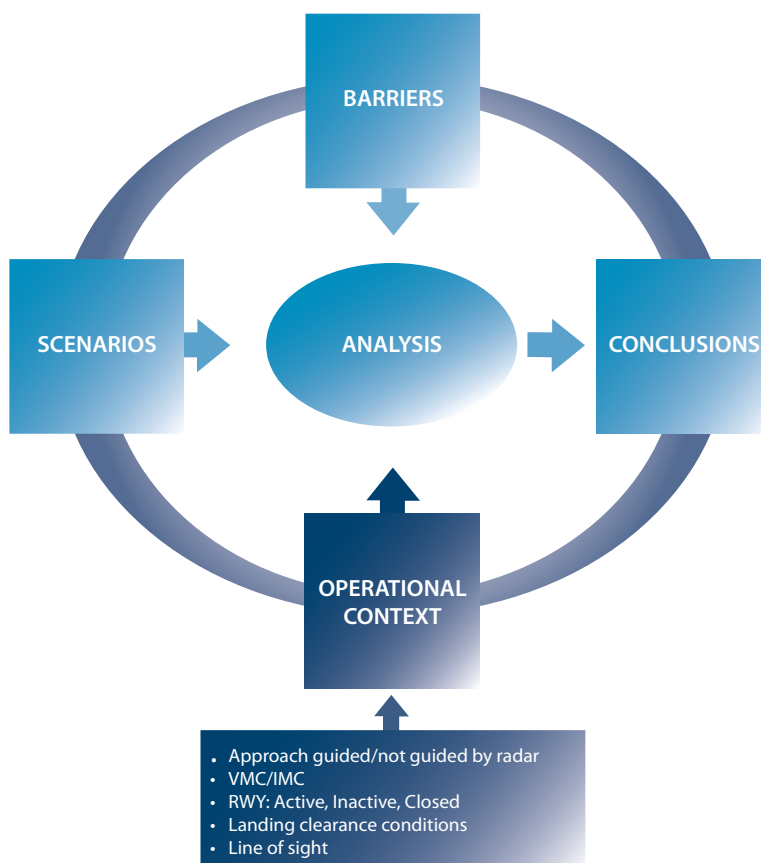 BARRIERS
SCENARIOS
ANALYSIS
CONCLUSIONS
OPERATIONAL
CONTEXT
• Approach guided/not guided by radar
• VMC/IMC
• RWY: Active, Inactive, Closed
• Landing clearance conditions
• Line of sight